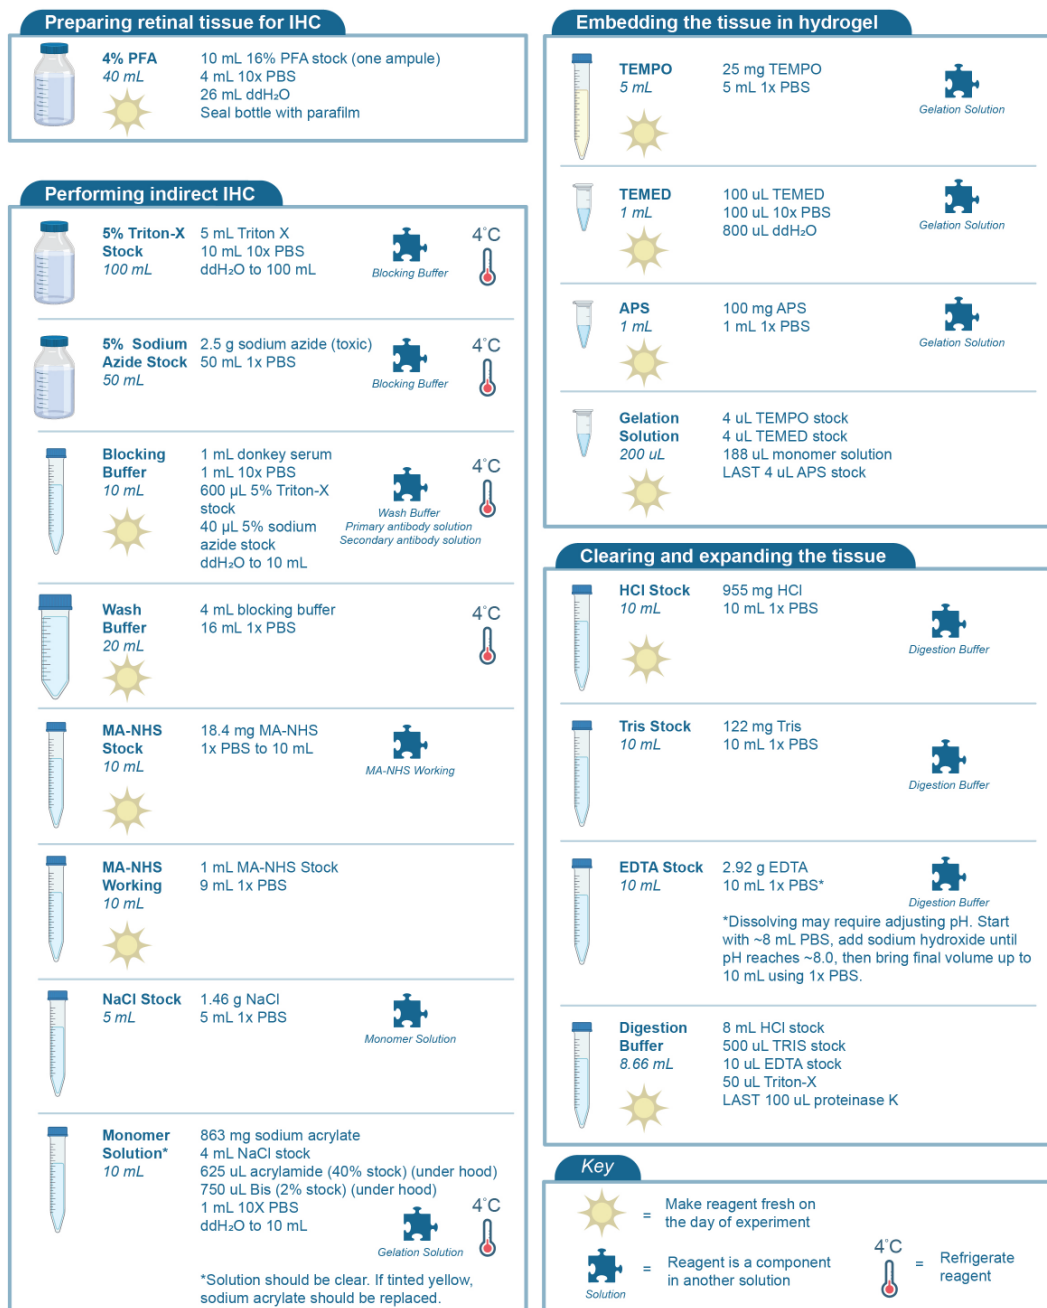 Preparing retinal tissue for IHC
4% PFA
40 mL
10 mL 16% PFA stock (one ampule)
4 mL 10x PBS
26 mL ddH₂O
Seal bottle with parafilm
Performing indirect IHC
5% Triton-X
Stock
100 mL
5 mL Triton X
10 mL 10x PBS
ddH₂O to 100 mL
Blocking Buffer
4°C
5% Sodium
Azide Stock
50 mL
2.5 g sodium azide (toxic)
50 mL 1x PBS
Blocking Buffer
4°C
Blocking
Buffer
10 mL
1 mL donkey serum
1 mL 10x PBS
600 µL 5% Triton-X
stock
40 µL 5% sodium
azide stock
ddH₂O to 10 mL
Wash Buffer
Primary antibody solution
Secondary antibody solution
4°C
Wash
Buffer
20 mL
4 mL blocking buffer
16 mL 1x PBS
4°C
MA-NHS
Stock
10 mL
18.4 mg MA-NHS
1x PBS to 10 mL
MA-NHS Working
MA-NHS
Working
10 mL
1 mL MA-NHS Stock
9 mL 1x PBS
NaCl Stock
5 mL
1.46 g NaCl
5 mL 1x PBS
Monomer Solution
Monomer
Solution*
10 mL
863 mg sodium acrylate
4 mL NaCl stock
625 uL acrylamide (40% stock) (under hood)
750 uL Bis (2% stock) (under hood)
1 mL 10X PBS
ddH₂O to 10 mL
Gelation Solution
4°C
*Solution should be clear. If tinted yellow,
sodium acrylate should be replaced.
Embedding the tissue in hydrogel
TEMPO
5 mL
25 mg TEMPO
5 mL 1x PBS
Gelation Solution
TEMED
1 mL
100 uL TEMED
100 uL 10x PBS
800 uL ddH₂O
Gelation Solution
APS
1 mL
100 mg APS
1 mL 1x PBS
Gelation Solution
Gelation
Solution
200 uL
4 uL TEMPO stock
4 uL TEMED stock
188 uL monomer solution
LAST 4 uL APS stock
Clearing and expanding the tissue
HCl Stock
10 mL
955 mg HCl
10 mL 1x PBS
Digestion Buffer
Tris Stock
10 mL
122 mg Tris
10 mL 1x PBS
Digestion Buffer
EDTA Stock
10 mL
2.92 g EDTA
10 mL 1x PBS*
Digestion Buffer
*Dissolving may require adjusting pH. Start
with ~8 mL PBS, add sodium hydroxide until
pH reaches ~8.0, then bring final volume up to
10 mL using 1x PBS.
Digestion
Buffer
8.66 mL
8 mL HCl stock
500 uL TRIS stock
10 uL EDTA stock
50 uL Triton-X
LAST 100 uL proteinase K
Key
= Make reagent fresh on
the day of experiment
Solution
= Reagent is a component
in another solution
4°C
= Refrigerate
reagent